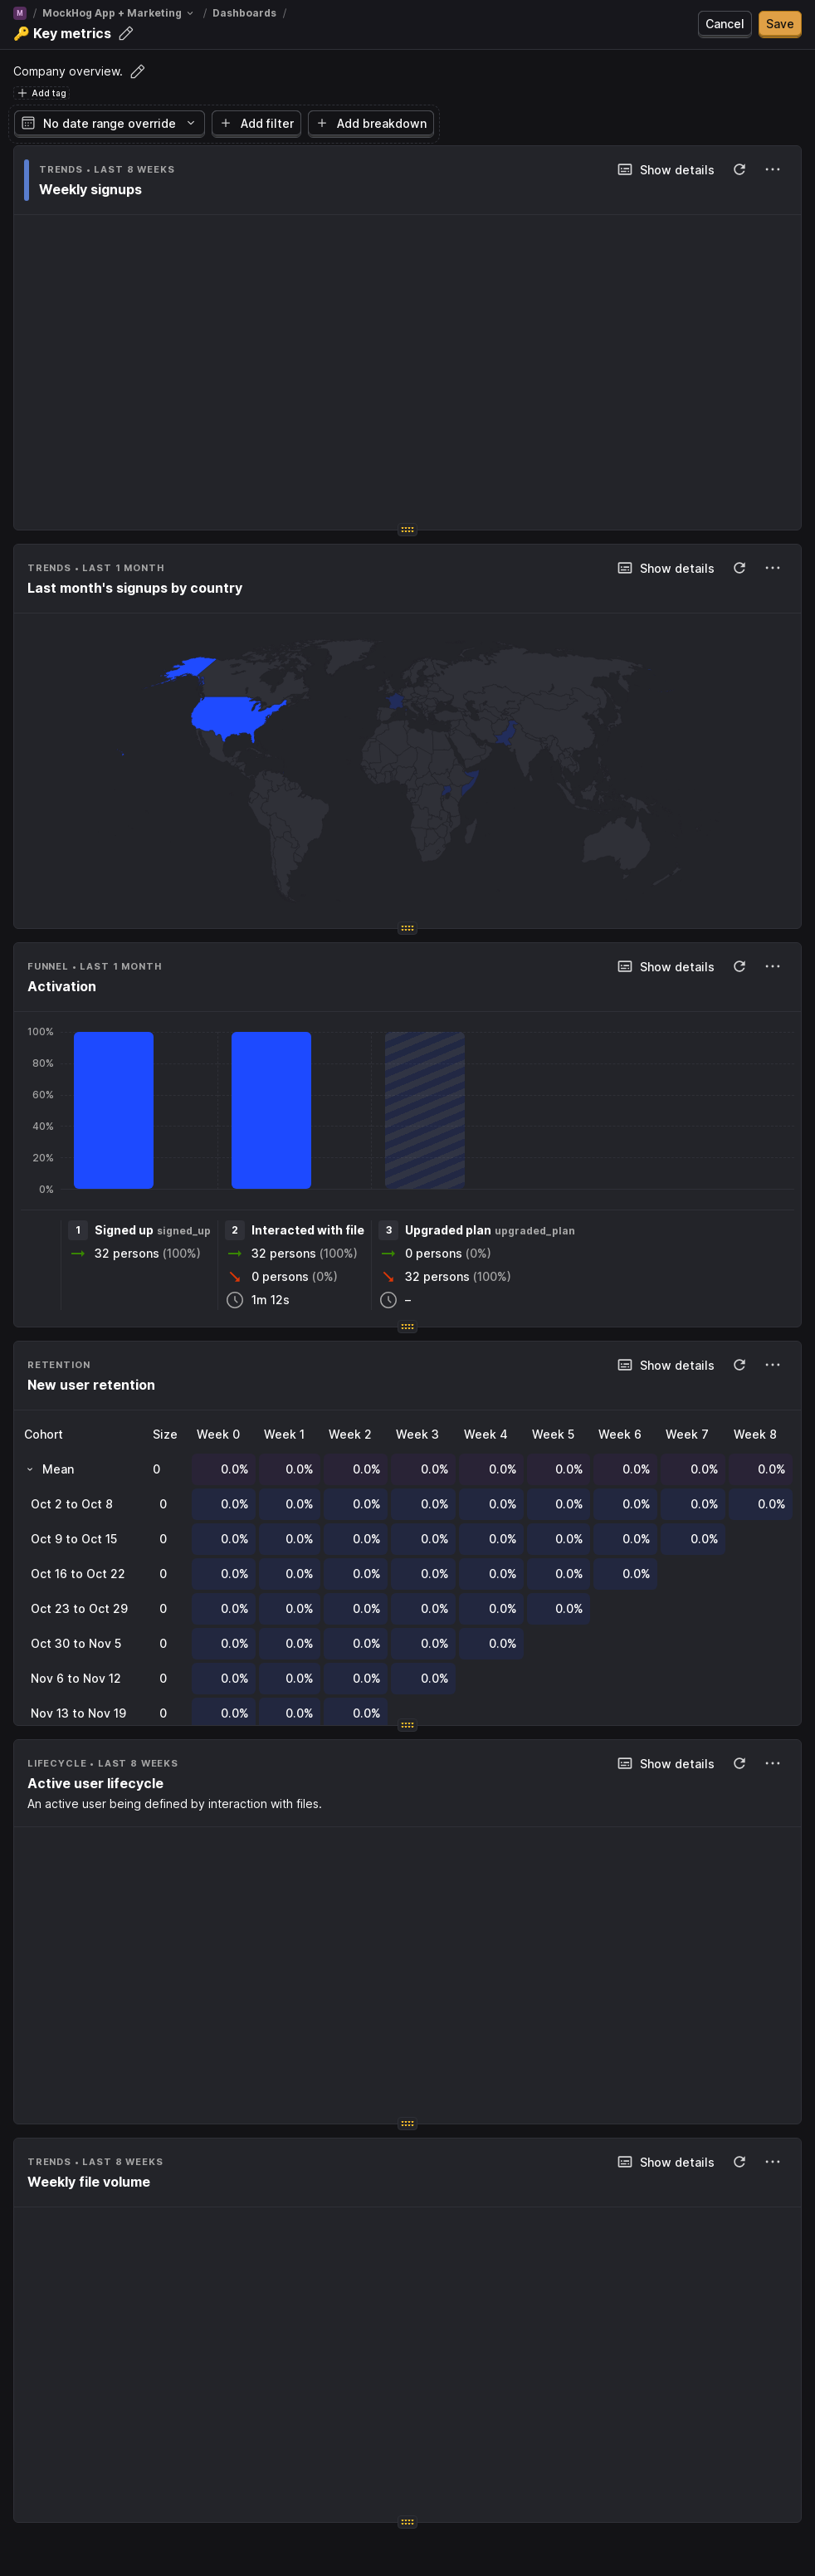 M / MockHog App + Marketing / Dashboards /
🔑 Key metrics
Cancel
Save
Company overview.
Add tag
No date range override
Add filter
Add breakdown
TRENDS • LAST 8 WEEKS
Show details
Weekly signups
TRENDS • LAST 1 MONTH
Show details
Last month's signups by country
FUNNEL • LAST 1 MONTH
Show details
Activation
100%
80%
60%
40%
20%
0%
1 Signed up signed_up
32 persons (100%)
2 Interacted with file
32 persons (100%)
0 persons (0%)
1m 12s
3 Upgraded plan upgraded_plan
0 persons (0%)
32 persons (100%)
–
RETENTION
Show details
New user retention
Cohort Size Week 0 Week 1 Week 2 Week 3 Week 4 Week 5 Week 6 Week 7 Week 8
Mean 0 0.0% 0.0% 0.0% 0.0% 0.0% 0.0% 0.0% 0.0% 0.0%
Oct 2 to Oct 8 0 0.0% 0.0% 0.0% 0.0% 0.0% 0.0% 0.0% 0.0% 0.0%
Oct 9 to Oct 15 0 0.0% 0.0% 0.0% 0.0% 0.0% 0.0% 0.0% 0.0%
Oct 16 to Oct 22 0 0.0% 0.0% 0.0% 0.0% 0.0% 0.0% 0.0%
Oct 23 to Oct 29 0 0.0% 0.0% 0.0% 0.0% 0.0% 0.0%
Oct 30 to Nov 5 0 0.0% 0.0% 0.0% 0.0% 0.0%
Nov 6 to Nov 12 0 0.0% 0.0% 0.0% 0.0%
Nov 13 to Nov 19 0 0.0% 0.0% 0.0%
LIFECYCLE • LAST 8 WEEKS
Show details
Active user lifecycle
An active user being defined by interaction with files.
TRENDS • LAST 8 WEEKS
Show details
Weekly file volume